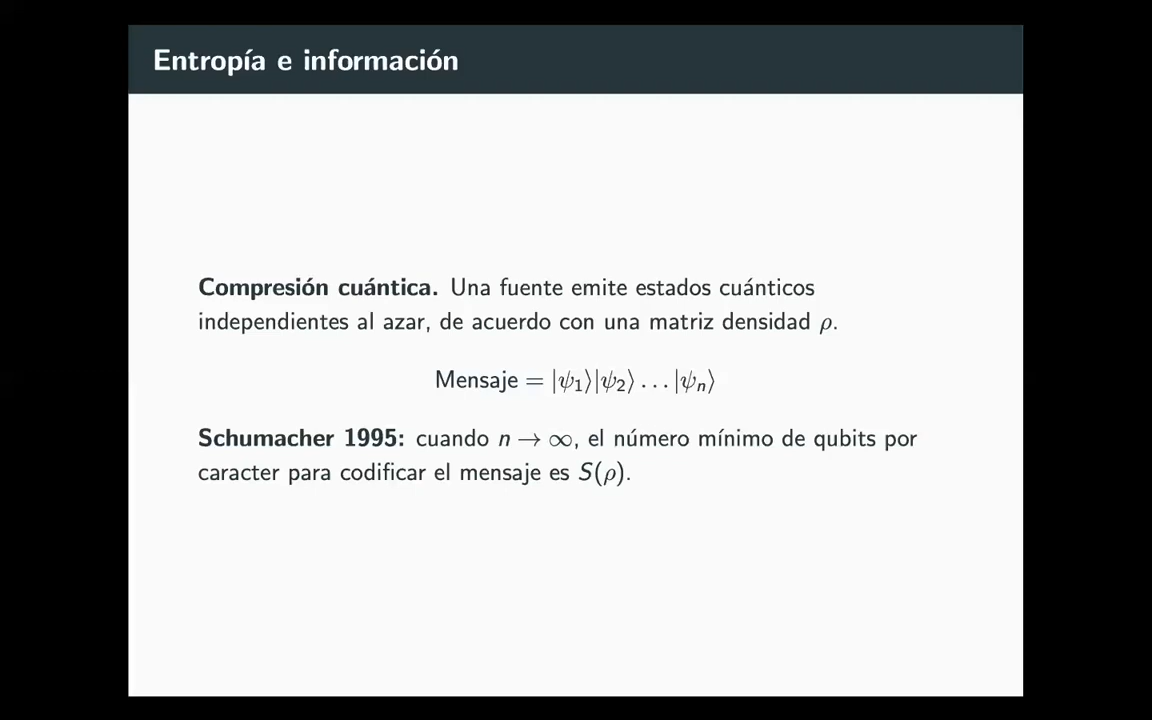 Entropía e información
Compresión cuántica. Una fuente emite estados cuánticos
independientes al azar, de acuerdo con una matriz densidad ρ.
Mensaje = |ψ₁⟩|ψ₂⟩ . . . |ψₙ⟩
Schumacher 1995: cuando n → ∞, el número mínimo de qubits por
caracter para codificar el mensaje es S(ρ).